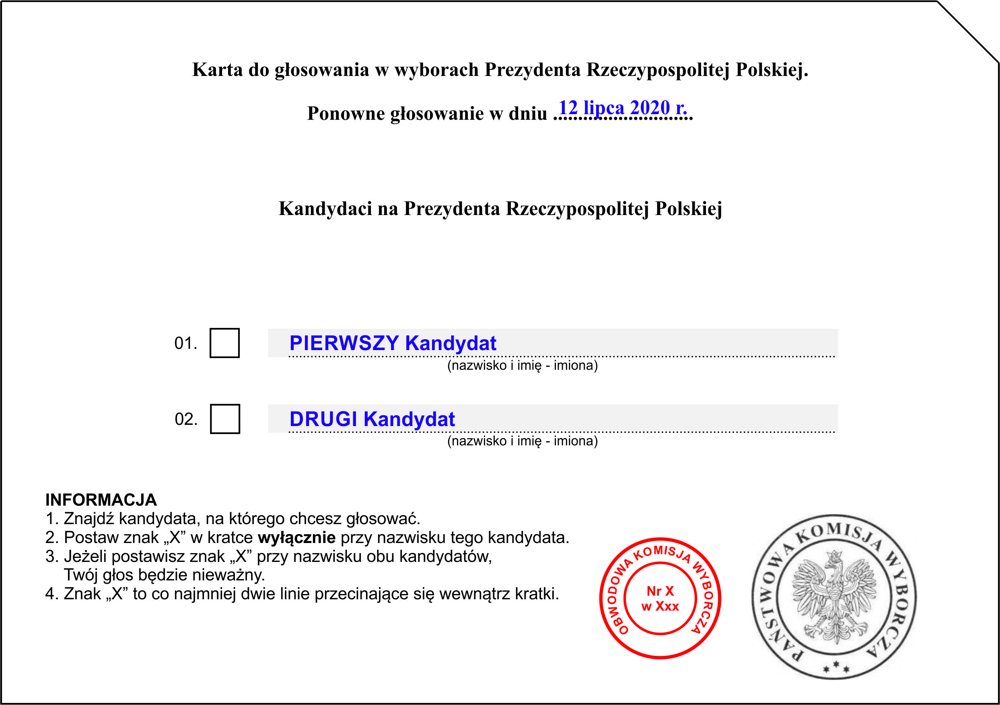 Karta do głosowania w wyborach Prezydenta Rzeczypospolitej Polskiej.
Ponowne głosowanie w dniu 12 lipca 2020 r.
Kandydaci na Prezydenta Rzeczypospolitej Polskiej
01. PIERWSZY Kandydat
(nazwisko i imię - imiona)
02. DRUGI Kandydat
(nazwisko i imię - imiona)
INFORMACJA
1. Znajdź kandydata, na którego chcesz głosować.
2. Postaw znak „X” w kratce wyłącznie przy nazwisku tego kandydata.
3. Jeżeli postawisz znak „X” przy nazwisku obu kandydatów,
Twój głos będzie nieważny.
4. Znak „X” to co najmniej dwie linie przecinające się wewnątrz kratki.
OBWODOWA KOMISJA WYBORCZA
Nr X
w Xxx
PAŃSTWOWA KOMISJA WYBORCZA